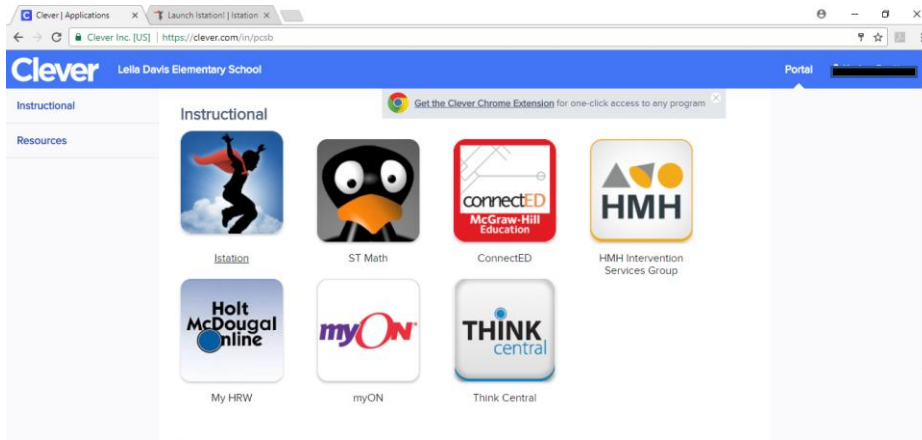 Clever | Applications
Launch Istation! | Istation
Clever Inc. [US] | https://clever.com/in/pcsb
Clever Leila Davis Elementary School Portal
Instructional
Resources
Get the Clever Chrome Extension for one-click access to any program
Instructional
connectED
McGraw-Hill
Education
HMH
Istation
ST Math
ConnectED
HMH Intervention
Services Group
Holt
McDougal
Online
myON
THINK
central
My HRW
myON
Think Central